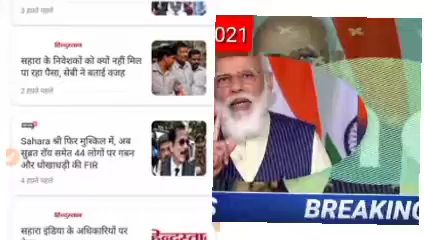 3 हफ़्ते पहले
हिन्दुस्तान
सहारा के निवेशकों को क्यों नहीं मिल
पा रहा पैसा, सेबी ने बताई वजह
2 हफ़्ते पहले
Sahara श्री फिर मुश्किल में, अब
सुब्रत रॉय समेत 44 लोगों पर गबन
और धोखाधड़ी की FIR
4 हफ़्ते पहले
हिन्दुस्तान
सहारा इंडिया के अधिकारियों पर
हिन्दुस्तान
021
BREAKING